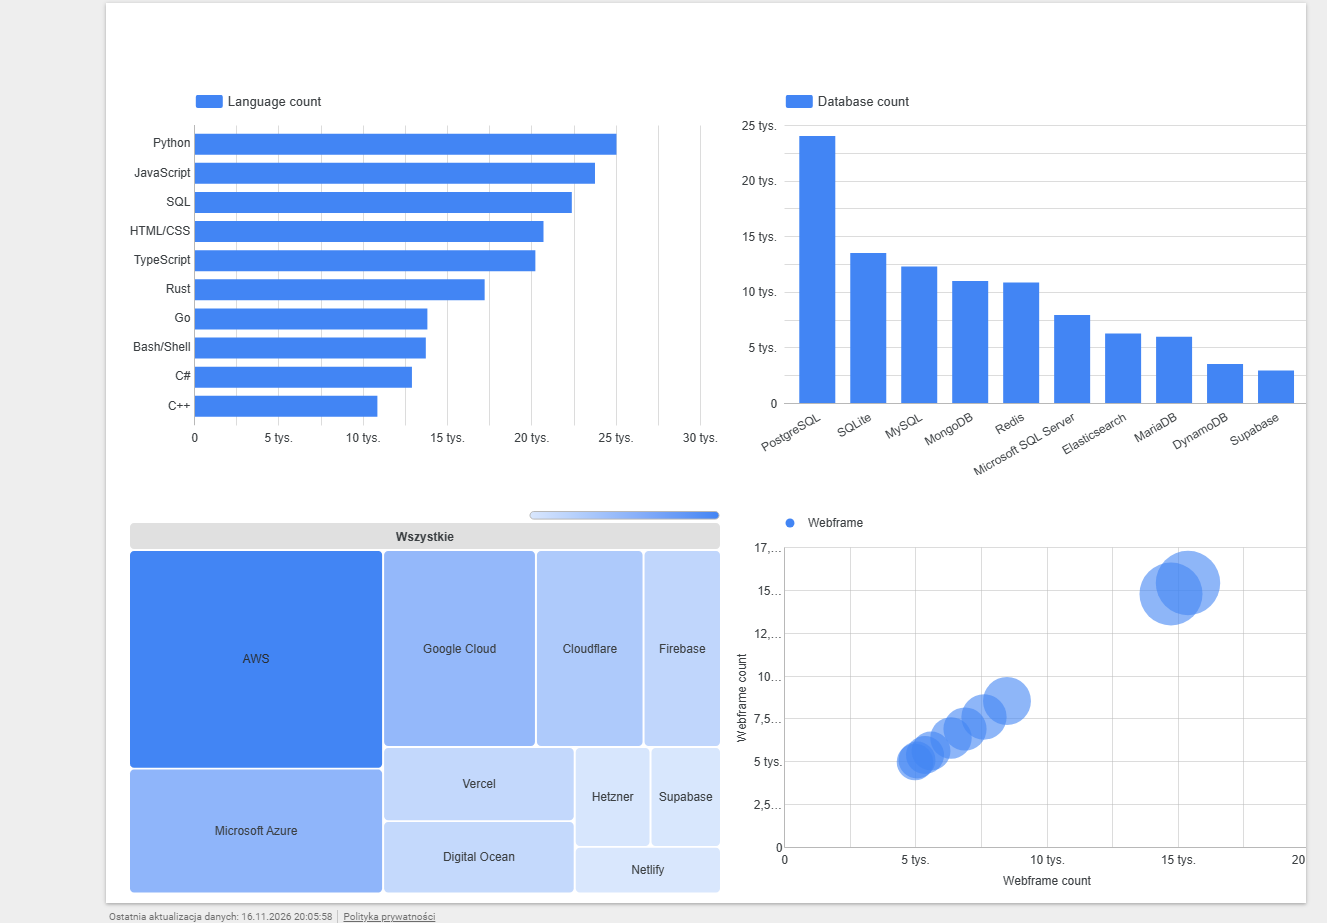 Language count
Python
JavaScript
SQL
HTML/CSS
TypeScript
Rust
Go
Bash/Shell
C#
C++
0 5 tys. 10 tys. 15 tys. 20 tys. 25 tys. 30 tys.
Database count
25 tys.
20 tys.
15 tys.
10 tys.
5 tys.
0
PostgreSQL SQLite MySQL MongoDB Redis Microsoft SQL Server Elasticsearch MariaDB DynamoDB Supabase
Wszystkie
AWS
Google Cloud
Cloudflare
Firebase
Microsoft Azure
Vercel
Digital Ocean
Hetzner
Supabase
Netlify
Webframe
Webframe count
17,...
15...
12,...
10...
7,5...
5 tys.
2,5...
0
0 5 tys. 10 tys. 15 tys. 20
Webframe count
Ostatnia aktualizacja danych: 16.11.2026 20:05:58 Polityka prywatności